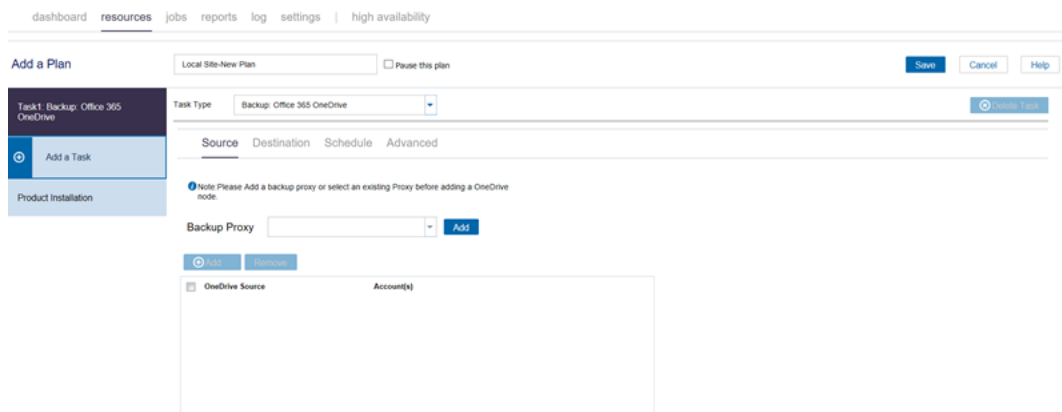 dashboard resources jobs reports log settings | high availability
Add a Plan
Local Site-New Plan
Pause this plan
Save
Cancel
Help
Task1: Backup: Office 365
OneDrive
Task Type
Backup: Office 365 OneDrive
Delete Task
Add a Task
Source Destination Schedule Advanced
Product Installation
Note:Please Add a backup proxy or select an existing Proxy before adding a OneDrive
node.
Backup Proxy
Add
Add
Remove
OneDrive Source
Account(s)